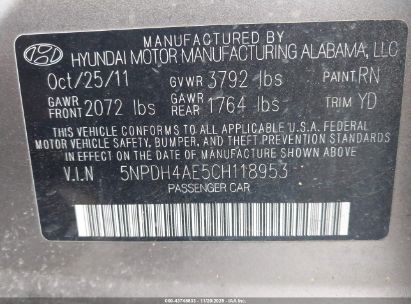 MANUFACTURED BY
HYUNDAI MOTOR MANUFACTURING ALABAMA, LLC
Oct/25/11 GVWR 3792 lbs PAINT RN
GAWR FRONT 2072 lbs GAWR REAR 1764 lbs TRIM YD
THIS VEHICLE CONFORMS TO ALL APPLICABLE U.S.A. FEDERAL
MOTOR VEHICLE SAFETY, BUMPER, AND THEFT PREVENTION
STANDARDS IN EFFECT ON THE DATE OF MANUFACTURE SHOWN ABOVE.
V.I.N 5NPDH4AE5CH118953
PASSENGER CAR